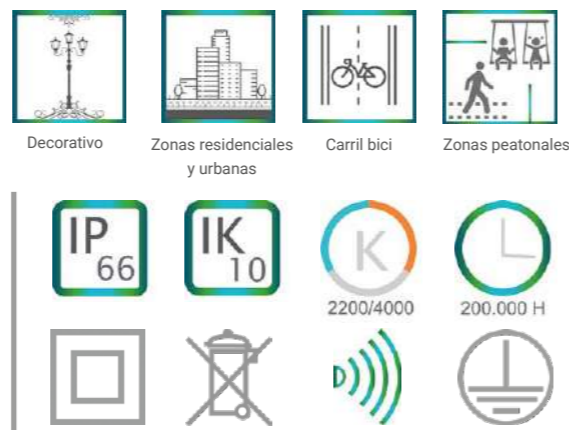 Decorativo
Zonas residenciales
y urbanas
Carril bici
Zonas peatonales
IP
66
IK
10
K
2200/4000
200.000 H